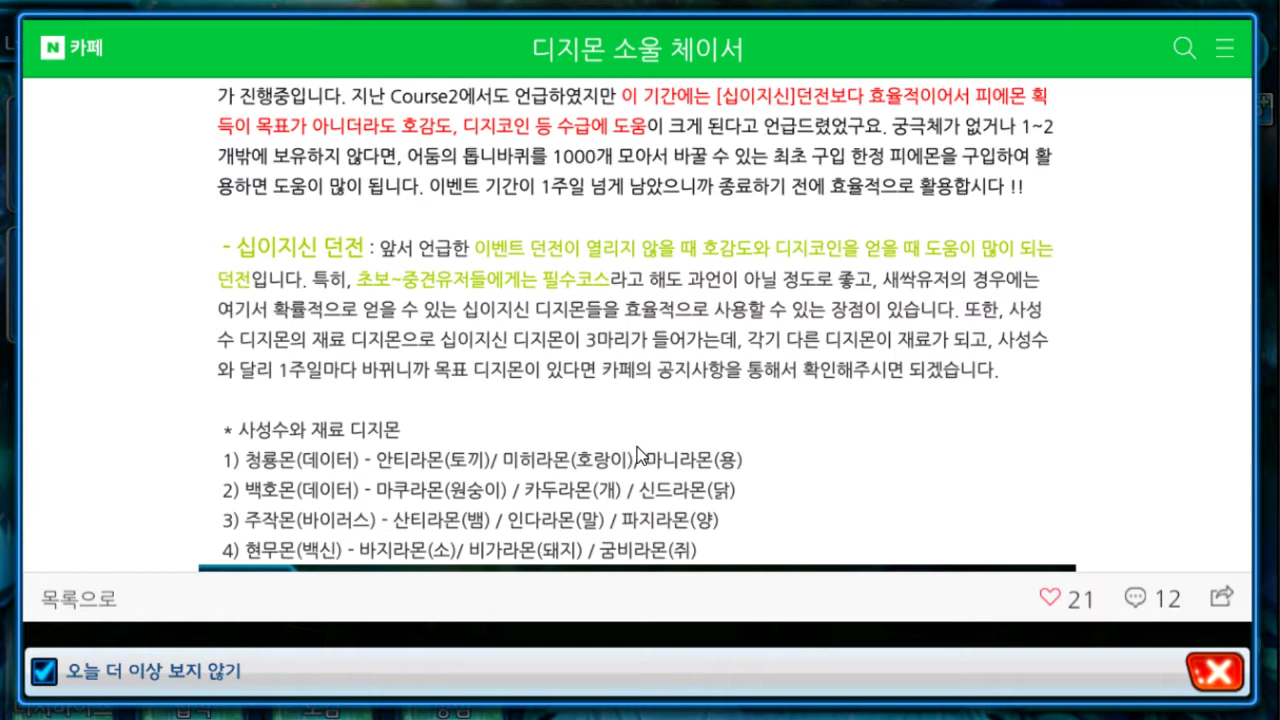 N 카페
디지몬 소울 체이서
가 진행중입니다. 지난 Course2에서도 언급하였지만 이 기간에는 [십이지신]던전보다 효율적이어서 피에몬 획
득이 목표가 아니더라도 호감도, 디지코인 등 수급에 도움이 크게 된다고 언급드렸었구요. 궁극체가 없거나 1~2
개밖에 보유하지 않다면, 어둠의 톱니바퀴를 1000개 모아서 바꿀 수 있는 최초 구입 한정 피에몬을 구입하여 활
용하면 도움이 많이 됩니다. 이벤트 기간이 1주일 넘게 남았으니까 종료하기 전에 효율적으로 활용합시다 !!
- 십이지신 던전 : 앞서 언급한 이벤트 던전이 열리지 않을 때 호감도와 디지코인을 얻을 때 도움이 많이 되는
던전입니다. 특히, 초보~중견유저들에게는 필수코스라고 해도 과언이 아닐 정도로 좋고, 새싹유저의 경우에는
여기서 확률적으로 얻을 수 있는 십이지신 디지몬들을 효율적으로 사용할 수 있는 장점이 있습니다. 또한, 사성
수 디지몬의 재료 디지몬으로 십이지신 디지몬이 3마리가 들어가는데, 각기 다른 디지몬이 재료가 되고, 사성수
와 달리 1주일마다 바뀌니까 목표 디지몬이 있다면 카페의 공지사항을 통해서 확인해주시면 되겠습니다.
* 사성수와 재료 디지몬
1) 청룡몬(데이터) - 안티라몬(토끼)/ 미히라몬(호랑이)/마니라몬(용)
2) 백호몬(데이터) - 마쿠라몬(원숭이) / 카두라몬(개) / 신드라몬(닭)
3) 주작몬(바이러스) - 산티라몬(뱀) / 인다라몬(말) / 파지라몬(양)
4) 현무몬(백신) - 바지라몬(소)/ 비가라몬(돼지) / 굼비라몬(쥐)
목록으로
21
12
오늘 더 이상 보지 않기